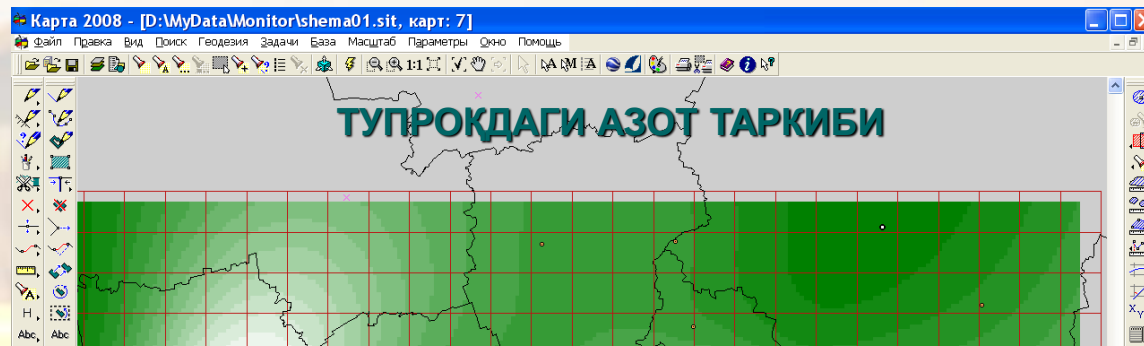 Карта 2008 - [D:\MyData\Monitor\shema01.sit, карт: 7]
Файл Правка Вид Поиск Геодезия Задачи База Масштаб Параметры Окно Помощь
1:1 А М А
ТУПРОКДАГИ АЗОТ ТАРКИБИ
А
Н
Abc Abc
X Y